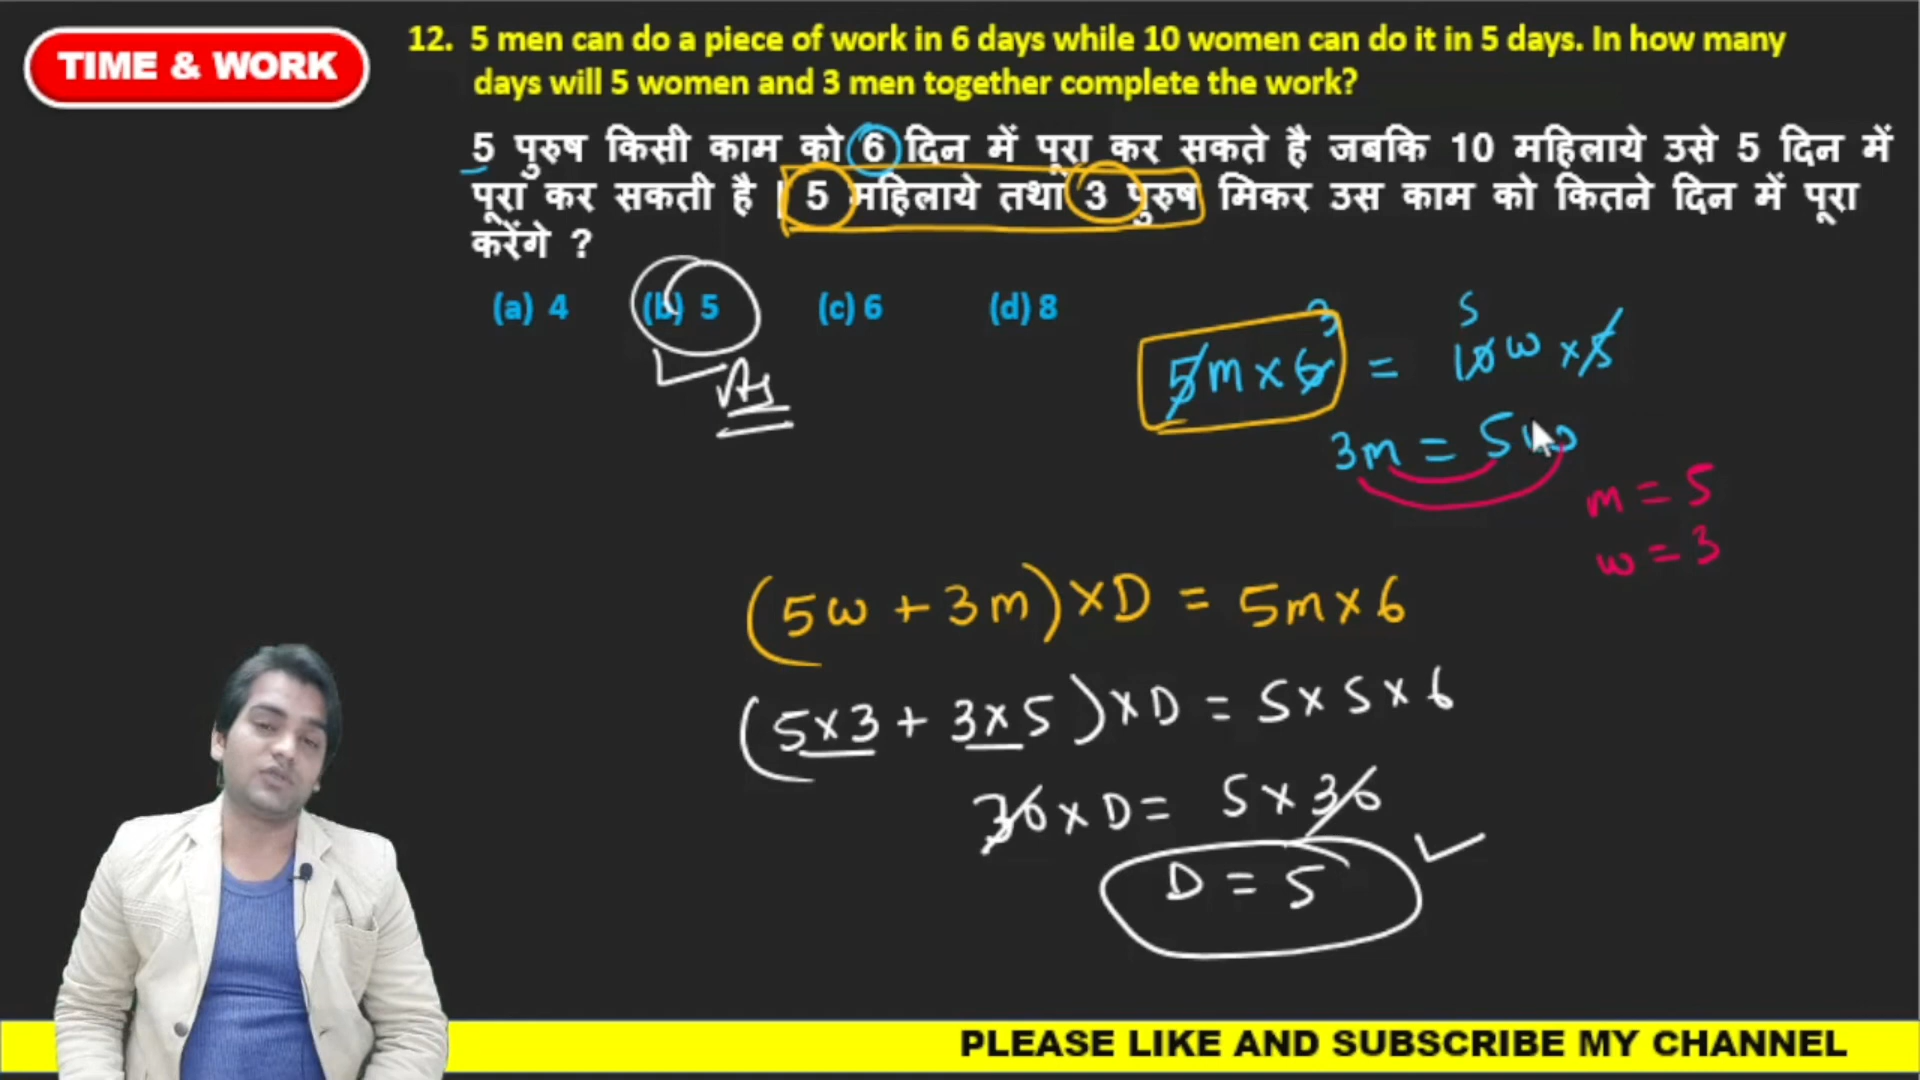 TIME & WORK
12. 5 men can do a piece of work in 6 days while 10 women can do it in 5 days. In how many
days will 5 women and 3 men together complete the work?
5 पुरुष किसी काम को 6 दिन में पूरा कर सकते है जबकि 10 महिलाये उसे 5 दिन में
पूरा कर सकती है | 5 महिलाये तथा 3 पुरुष मिकर उस काम को कितने दिन में पूरा
करेंगे ?
(a) 4 (b) 5 (c) 6 (d) 8
3 5
5m × 6 = 10w × 5
3m = 5w
m = 5
w = 3
(5w + 3m) × D = 5m × 6
(5×3 + 3×5) × D = 5 × 5 × 6
30 × D = 5 × 30
D = 5
PLEASE LIKE AND SUBSCRIBE MY CHANNEL